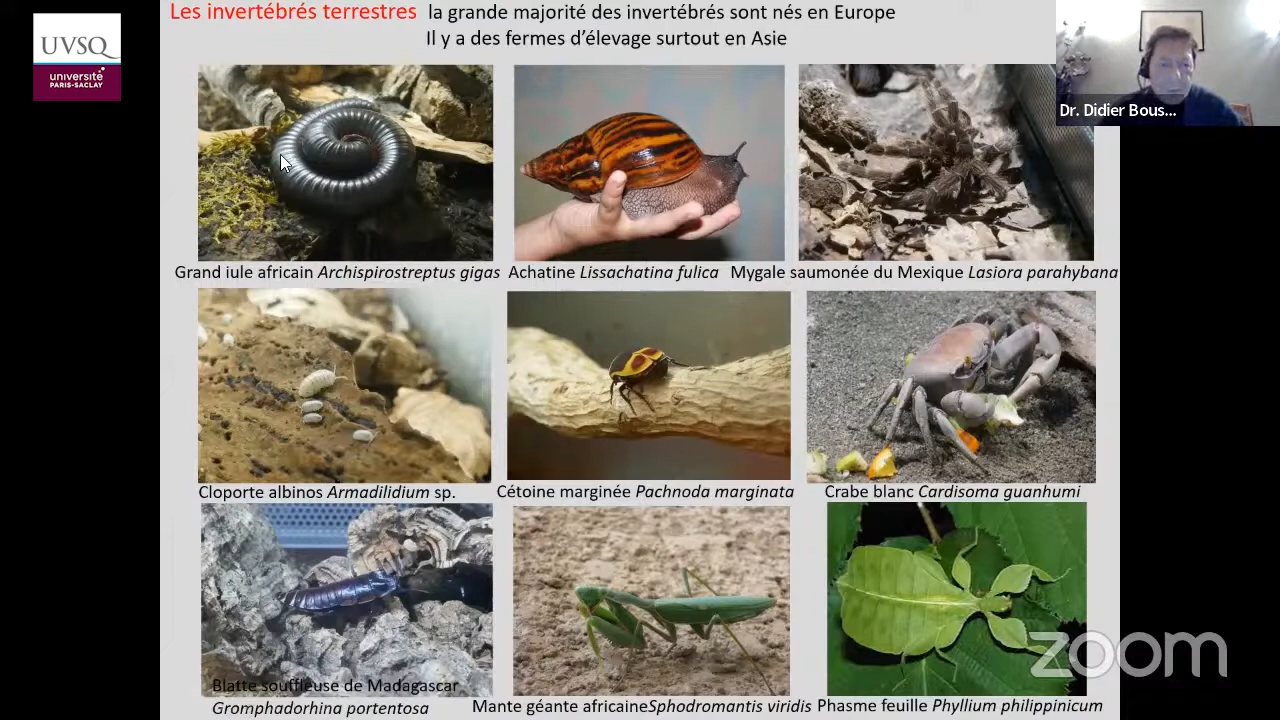 Les invertébrés terrestres la grande majorité des invertébrés sont nés en Europe
Il y a des fermes d'élevage surtout en Asie
UVSQ
université
PARIS-SACLAY
Dr. Didier Bous...
Grand iule africain Archispirostreptus gigas
Achatine Lissachatina fulica
Mygale saumonée du Mexique Lasiora parahybana
Cloporte albinos Armadilidium sp.
Cétoine marginée Pachnoda marginata
Crabe blanc Cardisoma guanhumi
Blatte souffleuse de Madagascar
Gromphadorhina portentosa
Mante géante africaineSphodromantis viridis
Phasme feuille Phyllium philippinicum
zoom